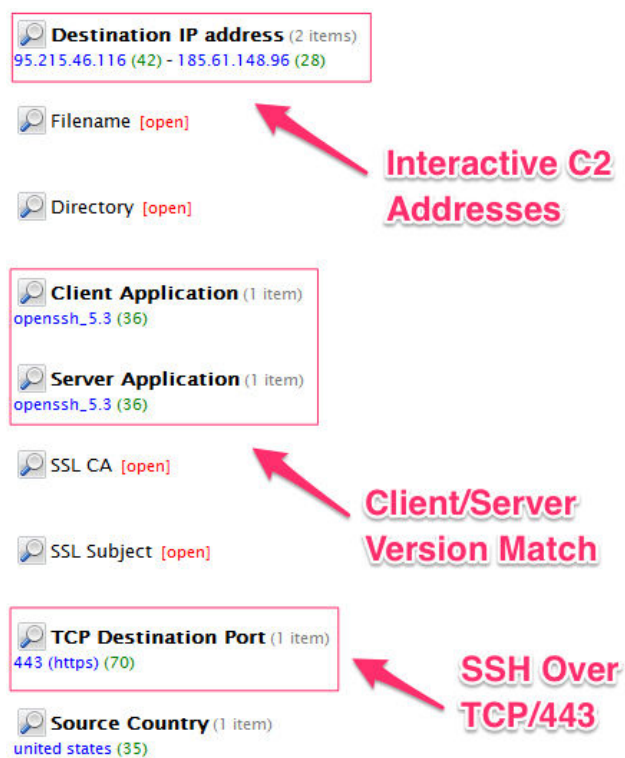 Destination IP address (2 items)
95.215.46.116 (42) - 185.61.148.96 (28)
Filename [open]
Interactive C2
Addresses
Directory [open]
Client Application (1 item)
openssh_5.3 (36)
Server Application (1 item)
openssh_5.3 (36)
SSL CA [open]
Client/Server
Version Match
SSL Subject [open]
TCP Destination Port (1 item)
443 (https) (70)
SSH Over
TCP/443
Source Country (1 item)
united states (35)